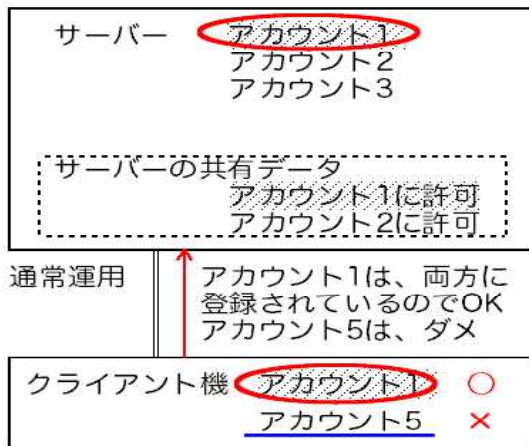 サーバー アカウント1
アカウント2
アカウント3
サーバーの共有データ
アカウント1に許可
アカウント2に許可
通常運用 アカウント1は、両方に
登録されているのでOK
アカウント5は、ダメ
クライアント機 アカウント1 ○
アカウント5 ×